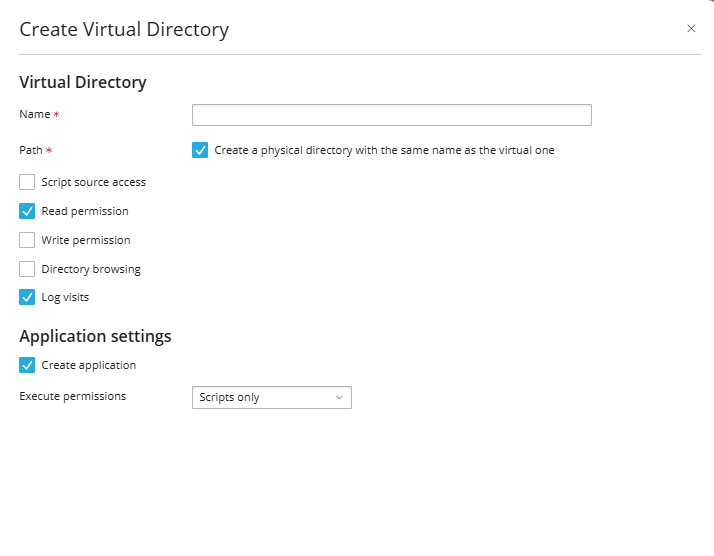 Create Virtual Directory
Virtual Directory
Name *
Path * Create a physical directory with the same name as the virtual one
Script source access
Read permission
Write permission
Directory browsing
Log visits
Application settings
Create application
Execute permissions Scripts only